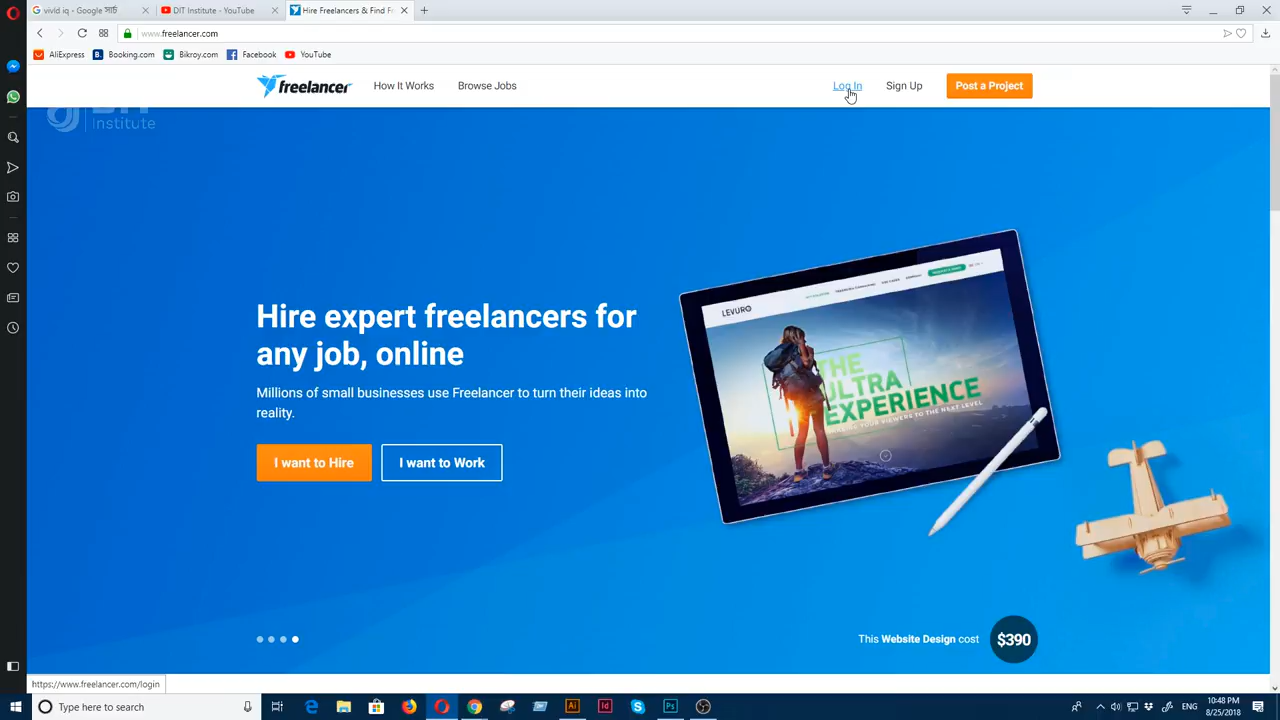 vivid iq - Google সার্চ
DIT Institute - YouTube
Hire Freelancers & Find Fr
www.freelancer.com
AliExpress
B. Booking.com
Bikroy.com
Facebook
YouTube
freelancer
How It Works
Browse Jobs
Log In
Sign Up
Post a Project
Institute
Hire expert freelancers for
any job, online
Millions of small businesses use Freelancer to turn their ideas into
reality.
I want to Hire
I want to Work
LEVURO
THE
ULTRA
EXPERIENCE
This Website Design cost
$390
https://www.freelancer.com/login
Type here to search
Ai
Id
Ps
ENG
10:48 PM
8/25/2018